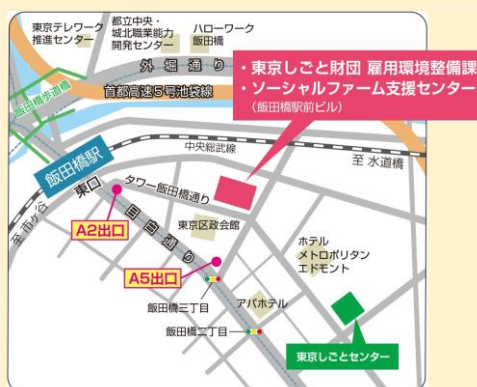 東京テレワーク
推進センター
都立中央・
城北職業能力
開発センター
ハローワーク
飯田橋
・東京しごと財団 雇用環境整備課
・ソーシャルファーム支援センター
(飯田橋駅前ビル)
外堀通り
首都高速5号池袋線
飯田橋歩道橋
中央総武線
至 水道橋
飯田橋駅
東口
タワー飯田橋通り
至市ヶ谷
A2出口
目白通り
東京区政会館
A5出口
ホテル
メトロポリタン
エドモント
飯田橋三丁目
アパホテル
飯田橋二丁目
東京しごとセンター